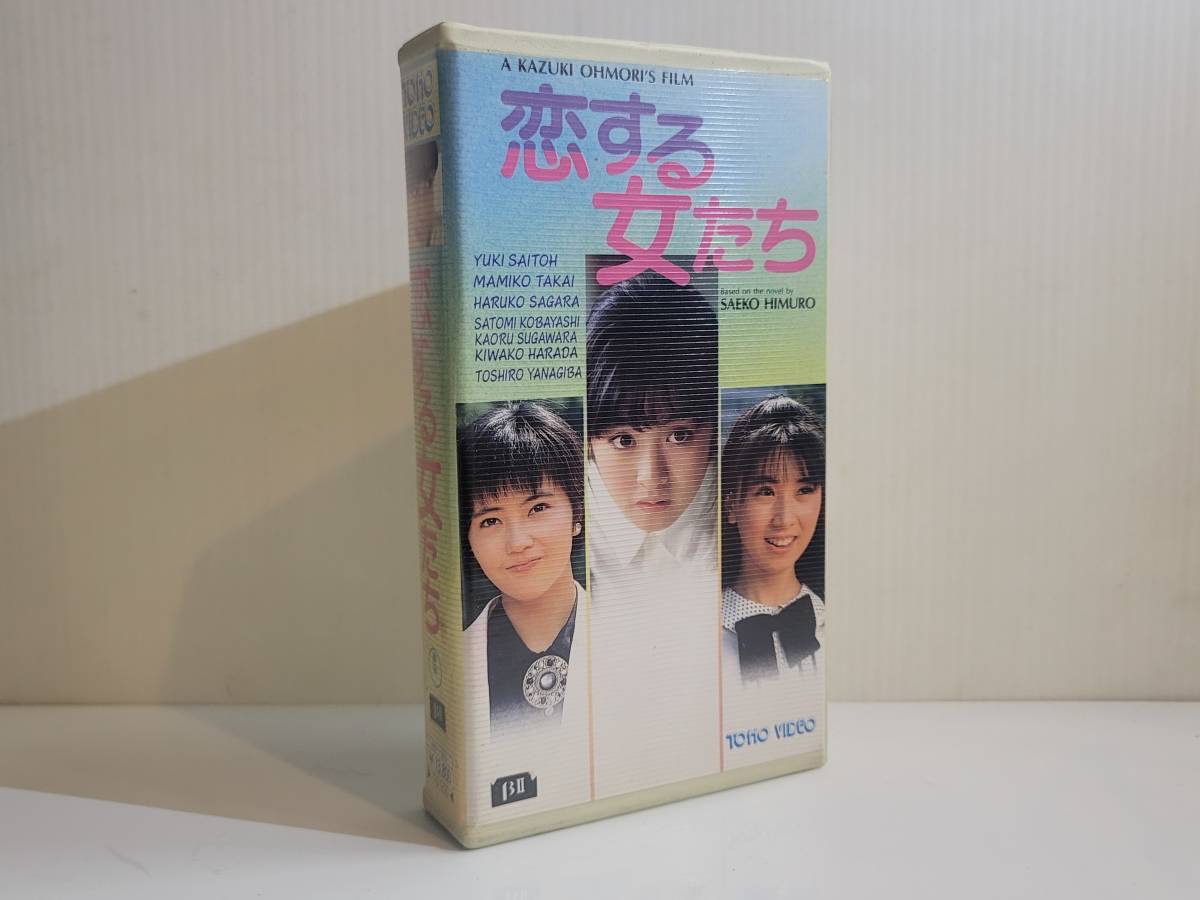 A KAZUKI OHMORI'S FILM
恋する
女たち
YUKI SAITOH
MAMIKO TAKAI
HARUKO SAGARA
SATOMI KOBAYASHI
KAORU SUGAWARA
KIWAKO HARADA
TOSHIRO YANAGIBA
Based on the novel by
SAEKO HIMURO
TOHO VIDEO
βII
TOHO
VIDEO
恋する女たち
βII